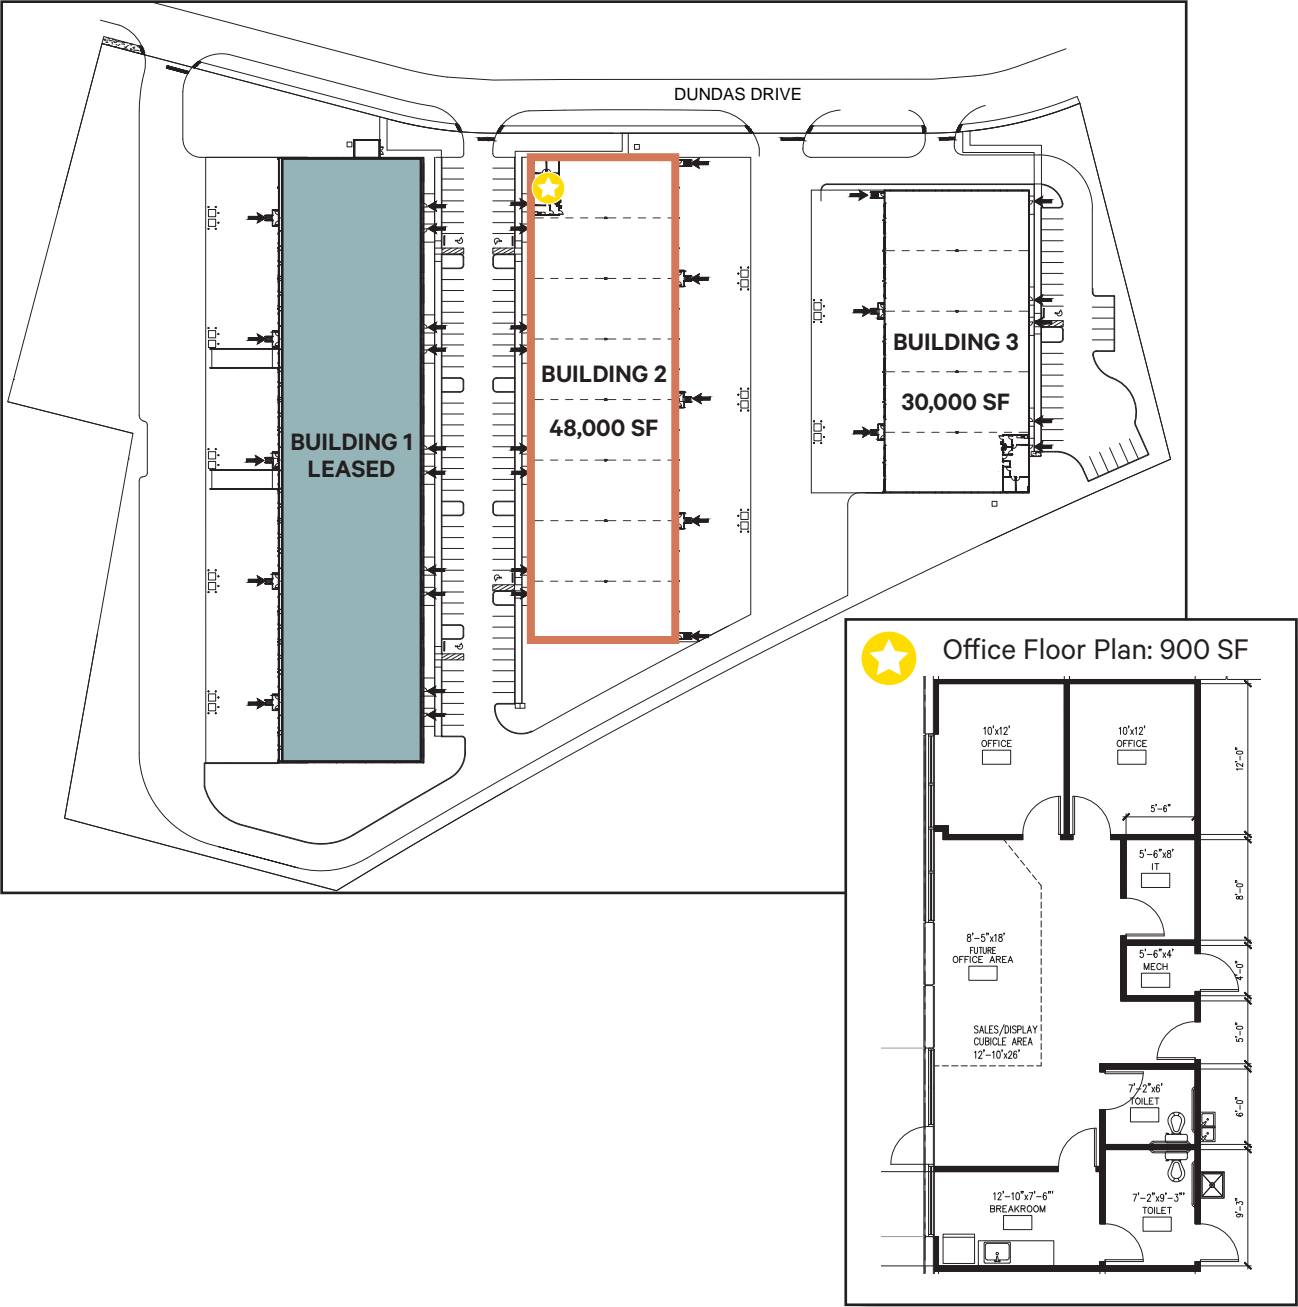 DUNDAS DRIVE
BUILDING 1
LEASED
BUILDING 2
48,000 SF
BUILDING 3
30,000 SF
Office Floor Plan: 900 SF
10'x12'
OFFICE
10'x12'
OFFICE
12'-0"
5'-6"
5'-6"x8'
IT
8'-0"
8'-5"x18'
FUTURE
OFFICE AREA
5'-6"x4'
MECH
4'-0"
SALES/DISPLAY
CUBICLE AREA
12'-10"x26'
5'-0"
7'-2"x6'
TOILET
6'-0"
12'-10"x7'-6"'
BREAKROOM
7'-2"x9'-3"'
TOILET
9'-3"